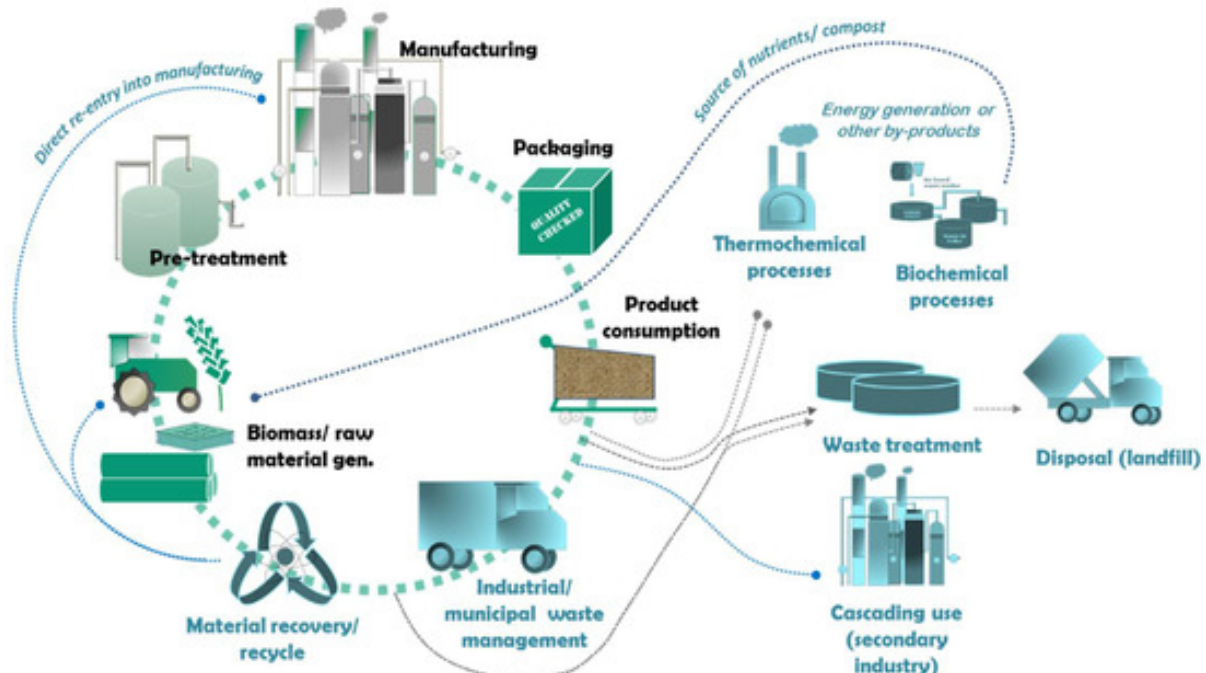 Manufacturing
Direct re-entry into manufacturing
Source of nutrients/ compost
Energy generation or
other by-products
Packaging
QUALITY
CHECKED
Pre-treatment
Thermochemical
processes
Biochemical
processes
Product
consumption
Biomass/ raw
material gen.
Waste treatment
Disposal (landfill)
Industrial/
municipal waste
management
Material recovery/
recycle
Cascading use
(secondary
industry)